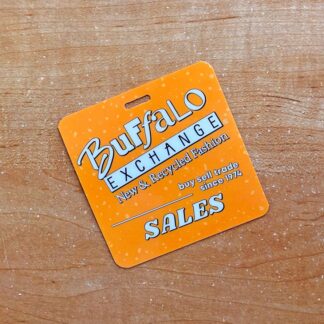 BuFFaLO
EXCHANGE
New & Recycled Fashion
buy sell trade
since 1974
SALES